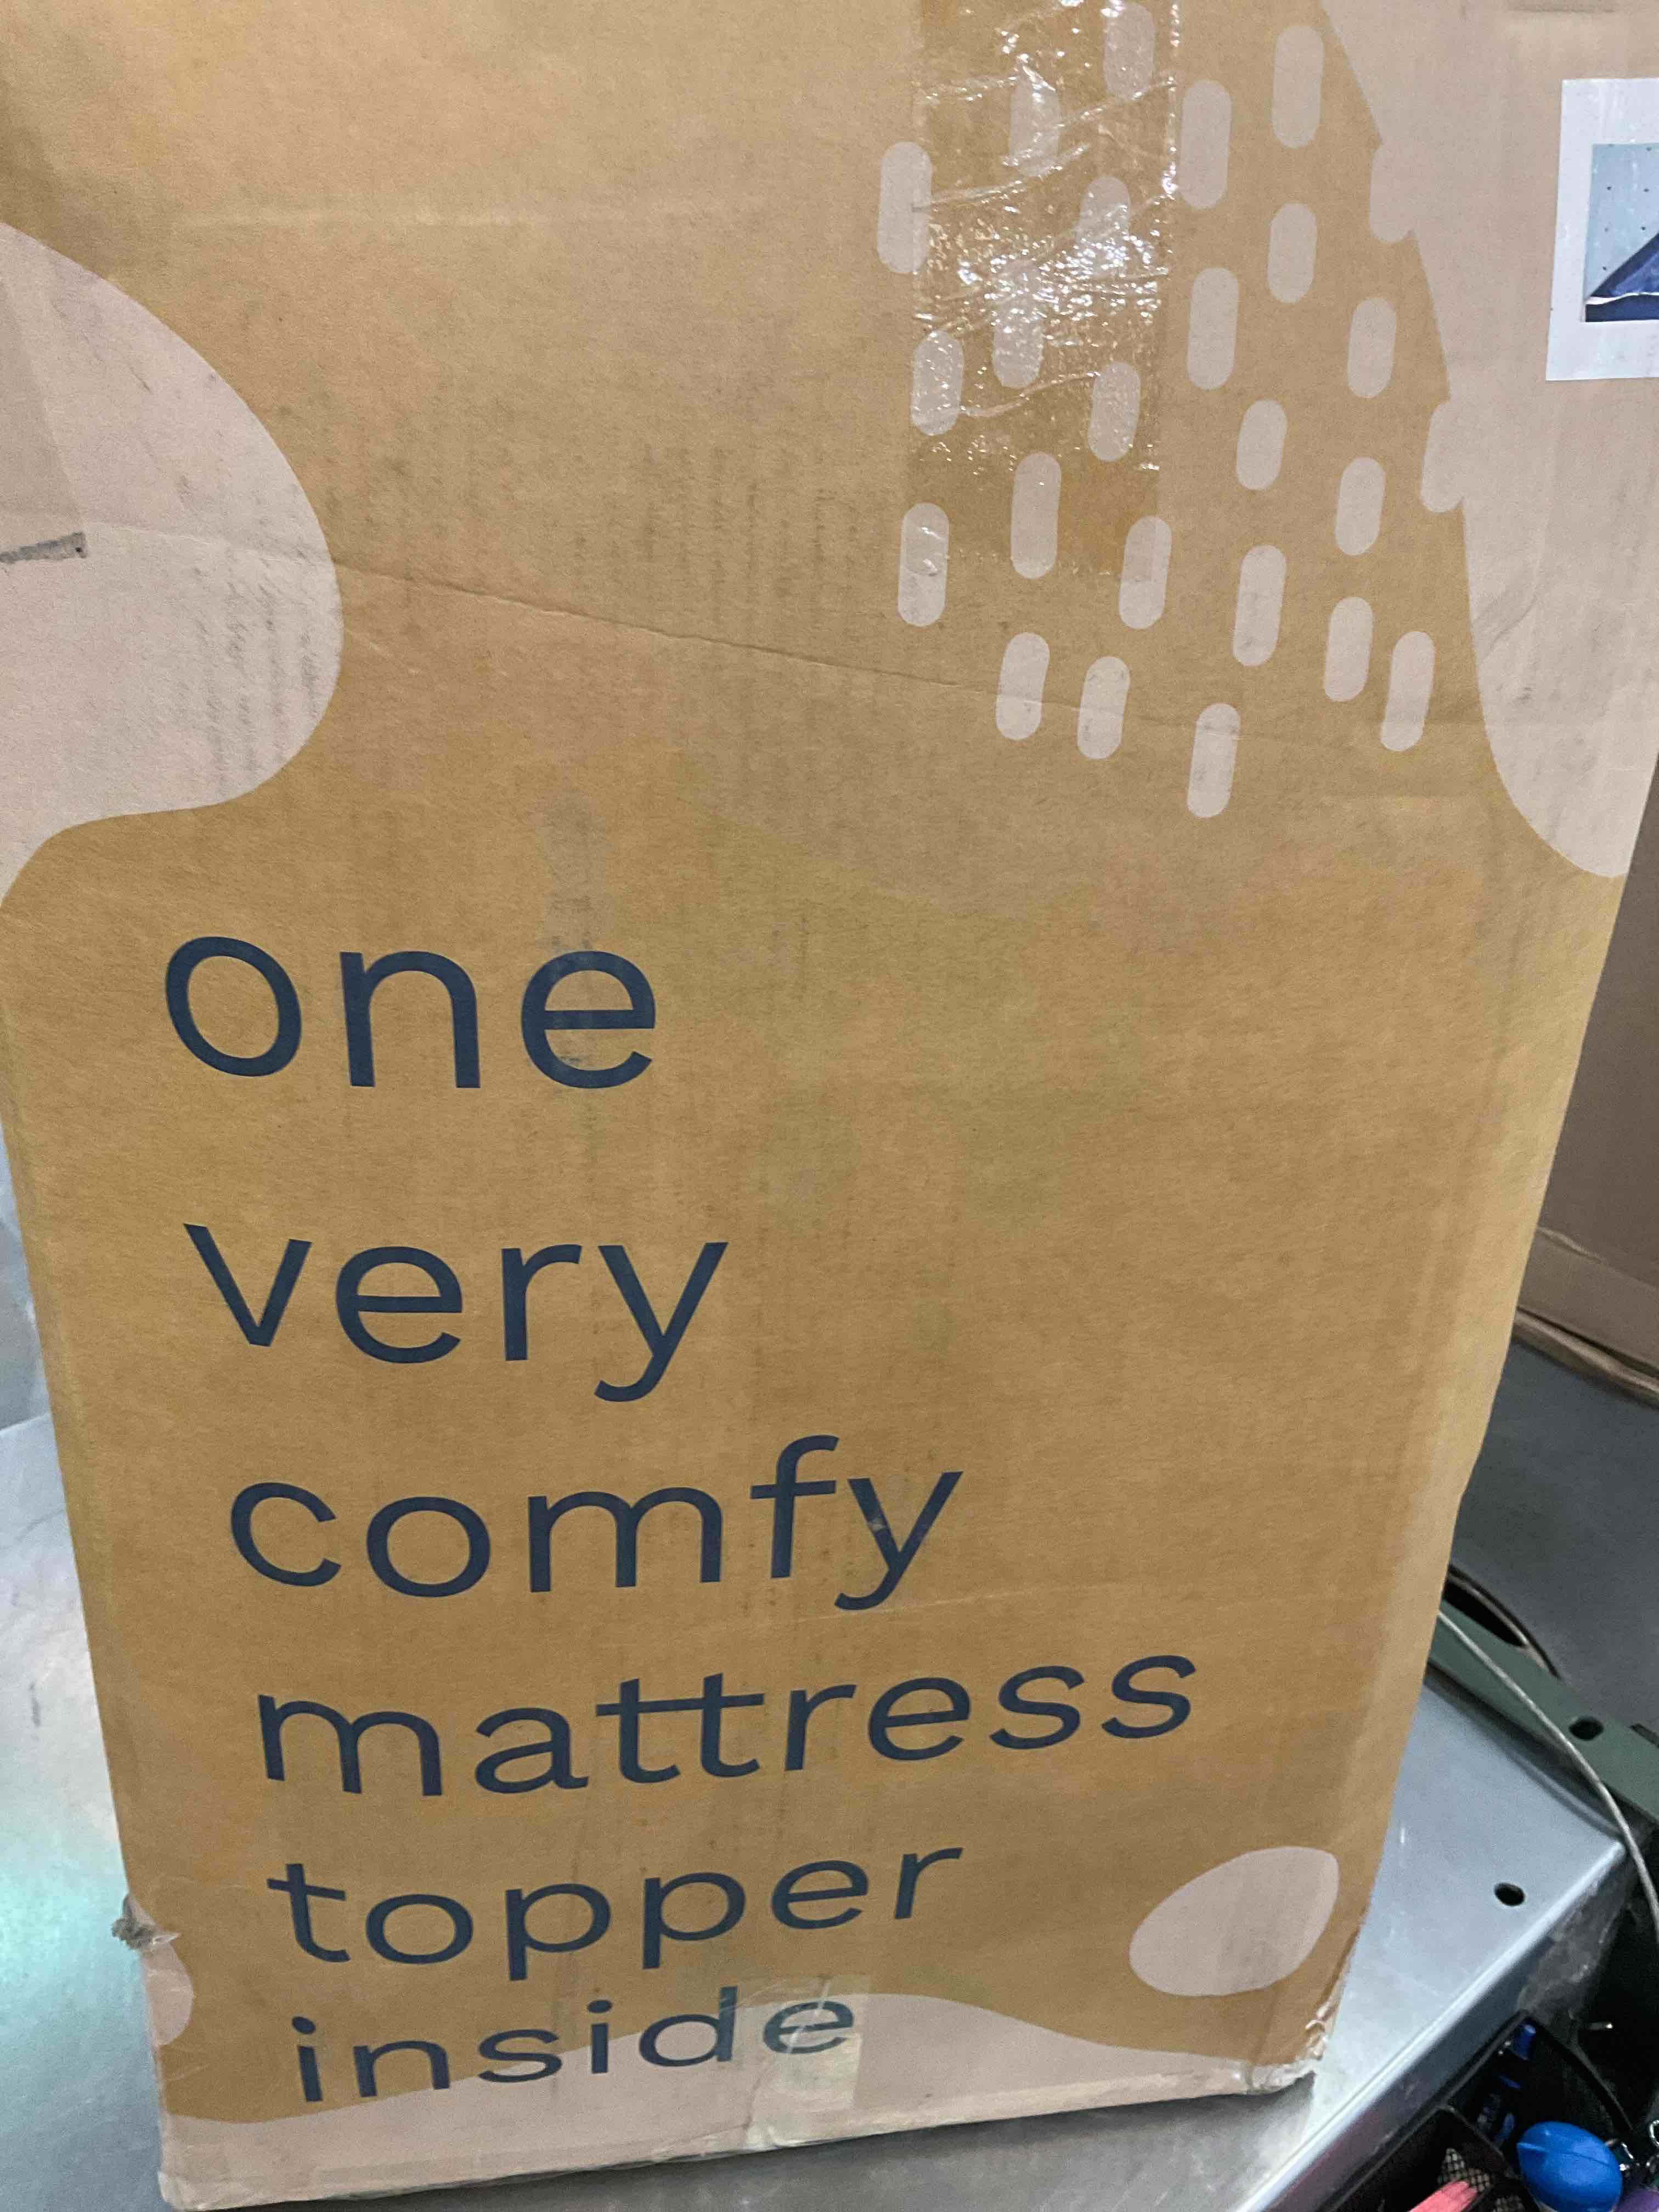 one
very
comfy
mattress
topper
inside